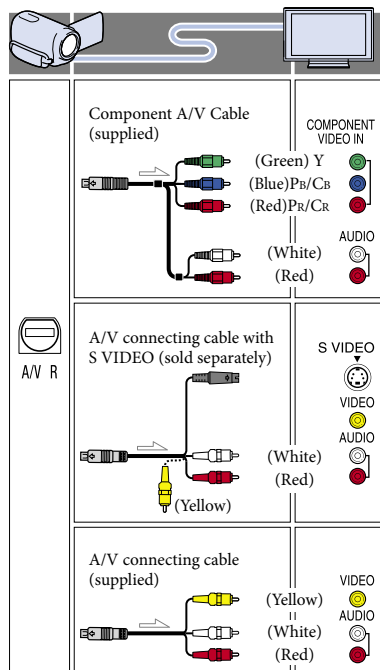 Component A/V Cable
(supplied)
COMPONENT
VIDEO IN
(Green) Y
(Blue)PB/CB
(Red)PR/CR
AUDIO
(White)
(Red)
A/V R
A/V connecting cable with
S VIDEO (sold separately)
S VIDEO
VIDEO
AUDIO
(White)
(Red)
(Yellow)
A/V connecting cable
(supplied)
VIDEO
(Yellow)
AUDIO
(White)
(Red)